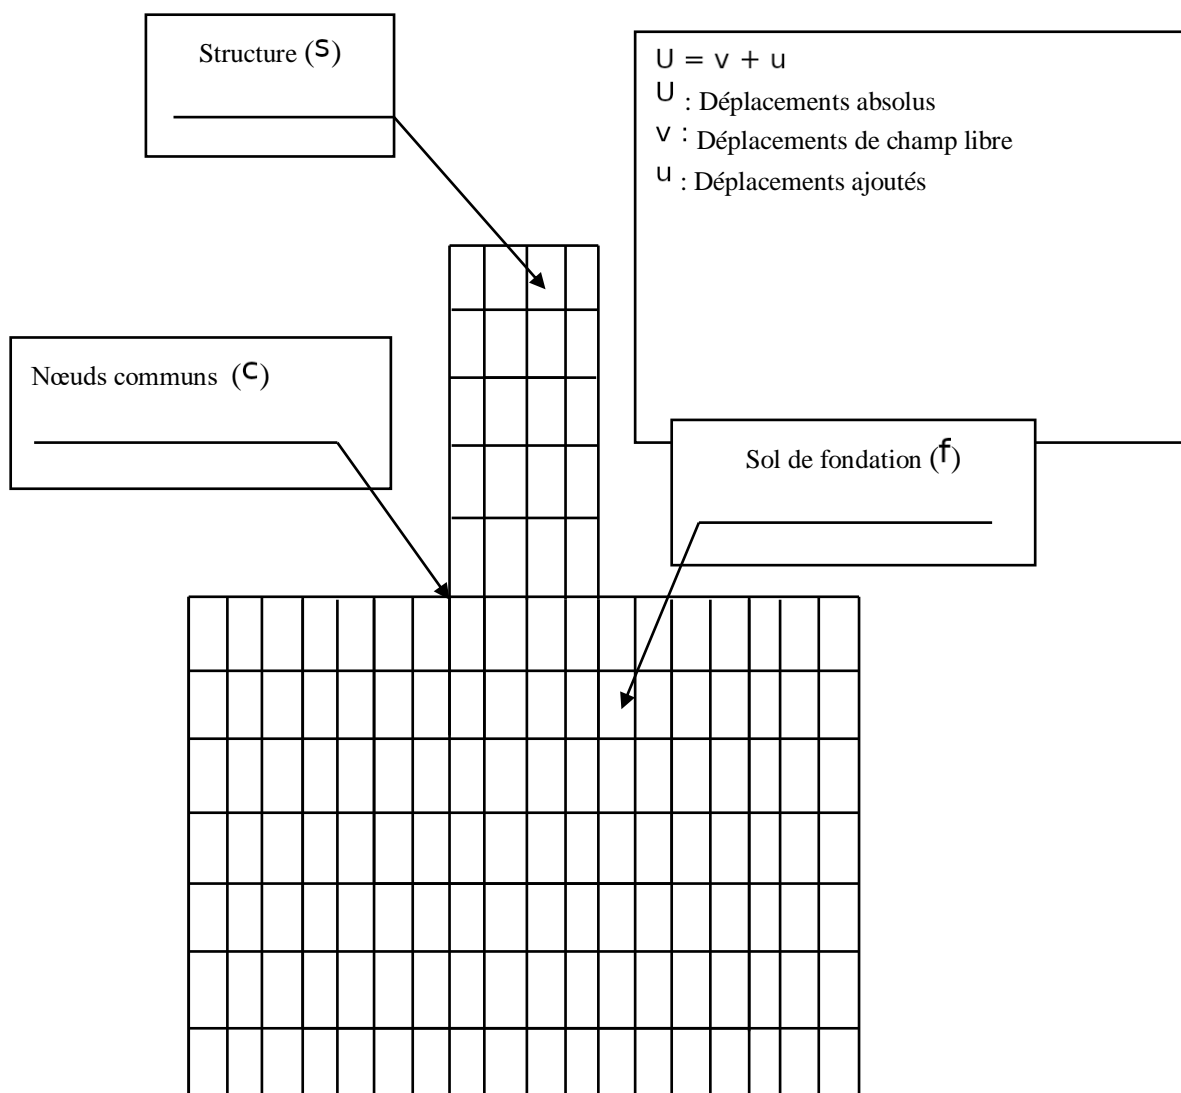 Structure (s)
U = v + u
U : Déplacements absolus
v : Déplacements de champ libre
u : Déplacements ajoutés
Nœuds communs (c)
Sol de fondation (f)